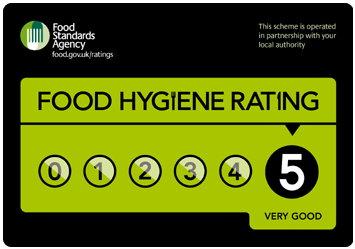 Food
Standards
Agency
food.gov.uk/ratings
This scheme is operated
in partnership with your
local authority
FOOD HYGIENE RATING
0 1 2 3 4 5
VERY GOOD